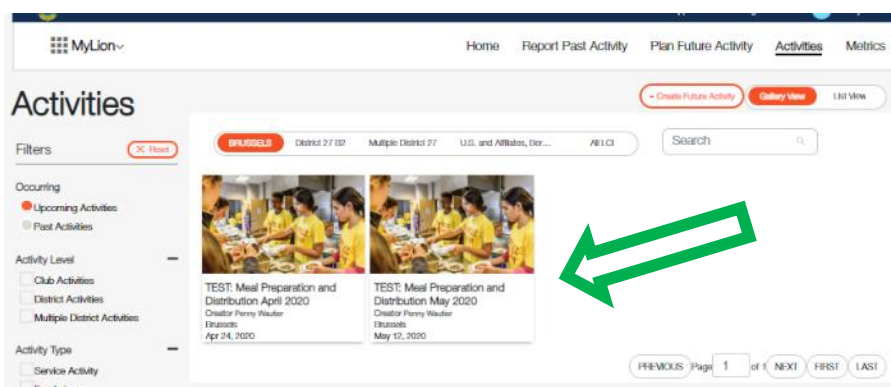 MyLion
Home Report Past Activity Plan Future Activity Activities Metrics
Activities
+ Create Future Activity Gallery View List View
Filters
X Reset
BRUSSELS District 27 B2 Multiple District 27 U.S. and Affiliates, Ber... All LCI
Search
Occurring
Upcoming Activities
Past Activities
Activity Level
Club Activities
District Activities
Multiple District Activities
Activity Type
Service Activity
TEST: Meal Preparation and
Distribution April 2020
Creator Penny Wautier
Brussels
Apr 24, 2020
TEST: Meal Preparation and
Distribution May 2020
Creator Penny Wautier
Brussels
May 12, 2020
PREVIOUS Page 1 of 1 NEXT FIRST LAST